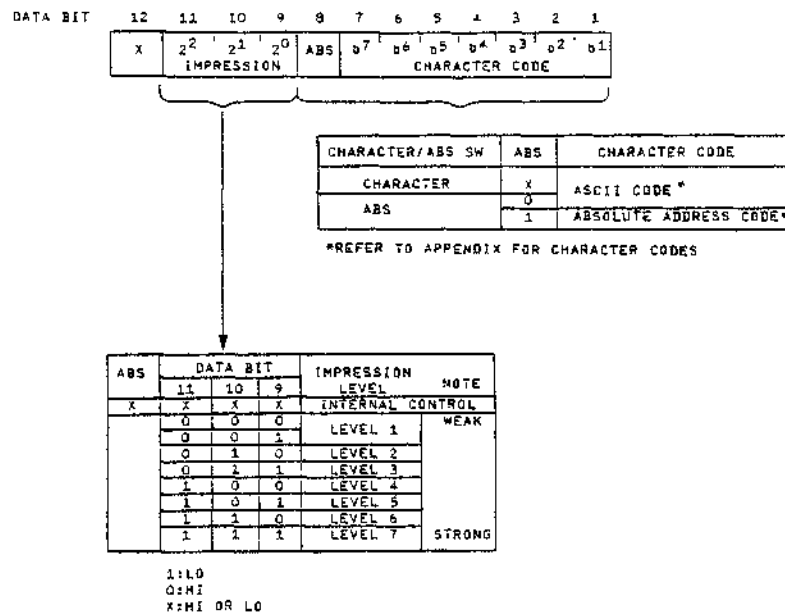 DATA BIT 12 11 10 9 8 7 6 5 4 3 2 1
X 2² 2¹ 2⁰ ABS b7 b6 b5 b4 b3 b2 b1
IMPRESSION CHARACTER CODE
CHARACTER/ABS SW ABS CHARACTER CODE
CHARACTER X ASCII CODE*
ABS 0
1 ABSOLUTE ADDRESS CODE*
*REFER TO APPENDIX FOR CHARACTER CODES
ABS DATA BIT IMPRESSION LEVEL NOTE
11 10 9
X X X X INTERNAL CONTROL
0 0 0 LEVEL 1 WEAK
0 0 1
0 1 0 LEVEL 2
0 1 1 LEVEL 3
1 0 0 LEVEL 4
1 0 1 LEVEL 5
1 1 0 LEVEL 6
1 1 1 LEVEL 7 STRONG
1:LO
0:HI
X:HI OR LO